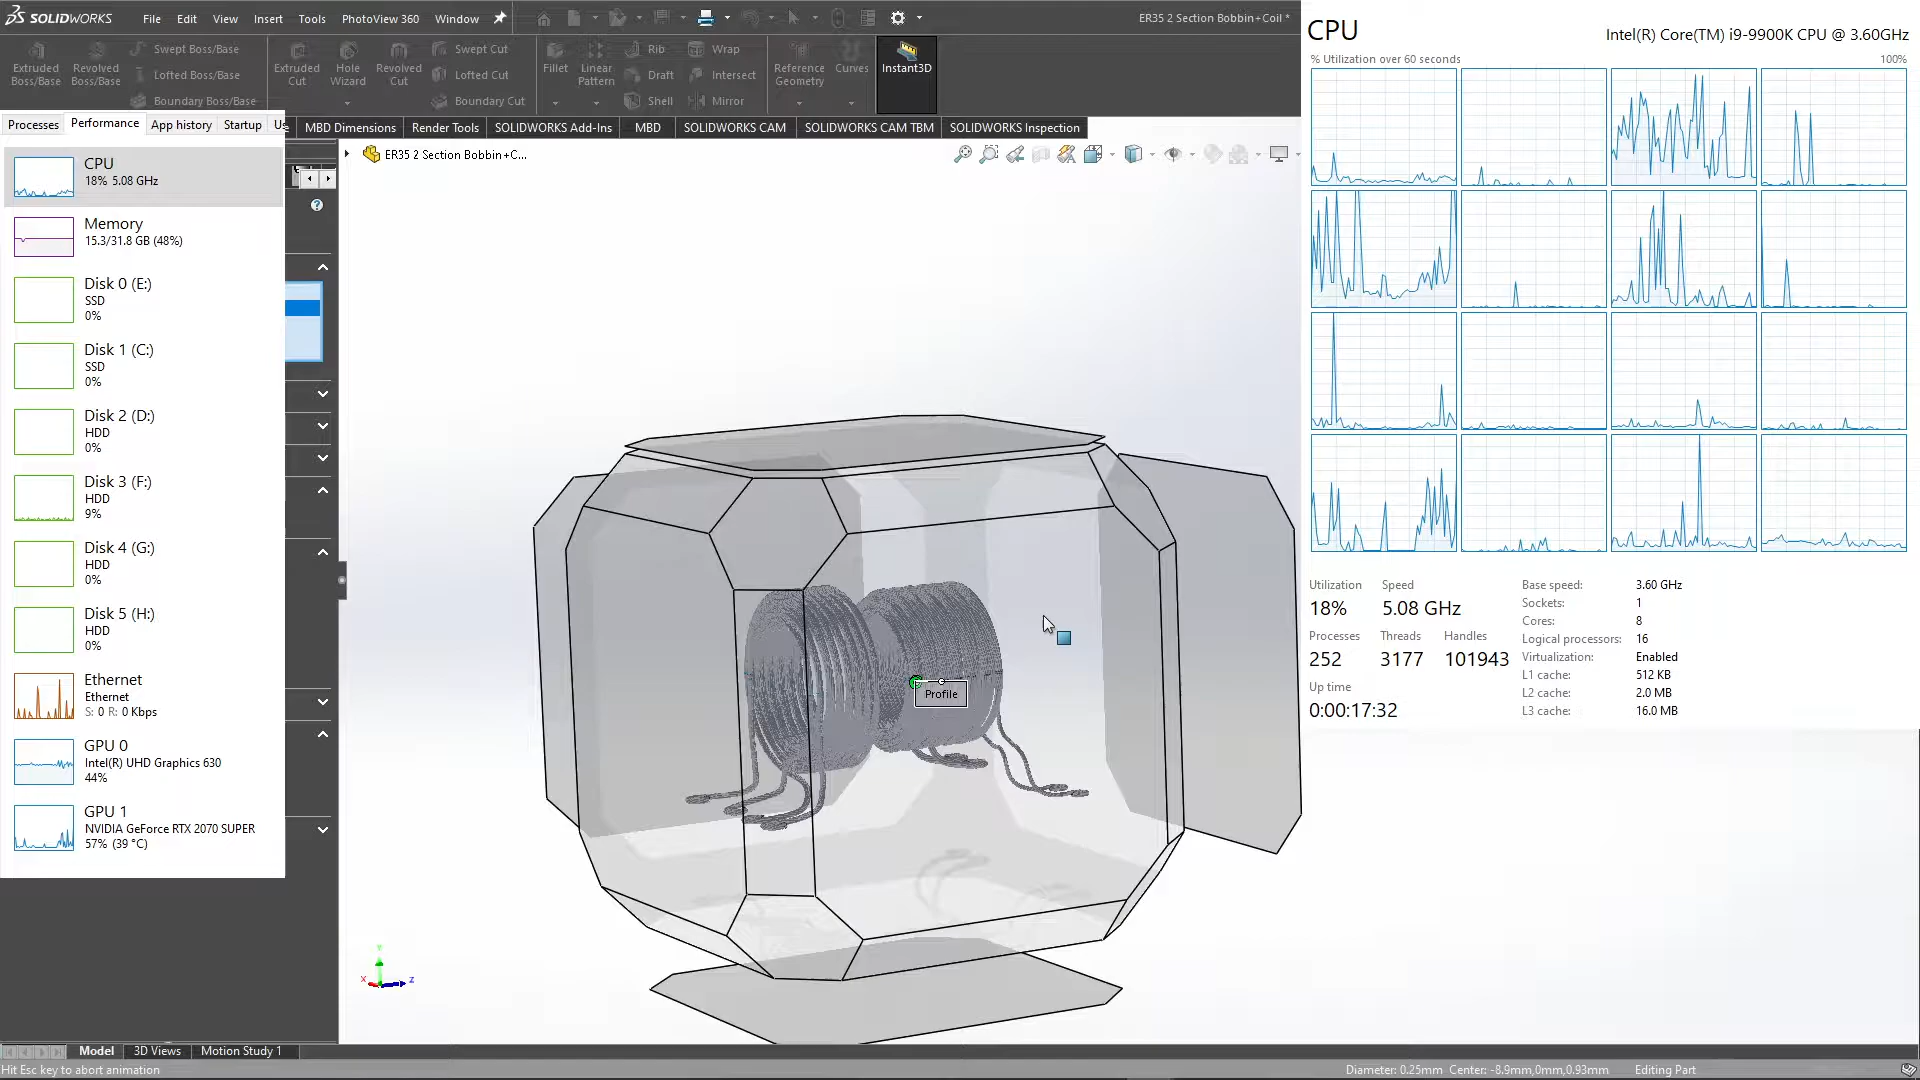 SOLIDWORKS File Edit View Insert Tools PhotoView 360 Window
ER35 2 Section Bobbin+Coil *
Extruded Boss/Base
Revolved Boss/Base
Swept Boss/Base
Lofted Boss/Base
Boundary Boss/Base
Extruded Cut
Hole Wizard
Revolved Cut
Swept Cut
Lofted Cut
Boundary Cut
Fillet
Linear Pattern
Rib
Draft
Shell
Wrap
Intersect
Mirror
Reference Geometry
Curves
Instant3D
MBD Dimensions Render Tools SOLIDWORKS Add-Ins MBD SOLIDWORKS CAM SOLIDWORKS CAM TBM SOLIDWORKS Inspection
ER35 2 Section Bobbin+C...
Processes Performance App history Startup
CPU
18% 5.08 GHz
Memory
15.3/31.8 GB (48%)
Disk 0 (E:)
SSD
0%
Disk 1 (C:)
SSD
0%
Disk 2 (D:)
HDD
0%
Disk 3 (F:)
HDD
9%
Disk 4 (G:)
HDD
0%
Disk 5 (H:)
HDD
0%
Ethernet
Ethernet
S: 0 R: 0 Kbps
GPU 0
Intel(R) UHD Graphics 630
44%
GPU 1
NVIDIA GeForce RTX 2070 SUPER
57% (39 °C)
Profile
Y
X
Z
CPU Intel(R) Core(TM) i9-9900K CPU @ 3.60GHz
% Utilization over 60 seconds 100%
Utilization Speed
18% 5.08 GHz
Processes Threads Handles
252 3177 101943
Up time
0:00:17:32
Base speed: 3.60 GHz
Sockets: 1
Cores: 8
Logical processors: 16
Virtualization: Enabled
L1 cache: 512 KB
L2 cache: 2.0 MB
L3 cache: 16.0 MB
Model 3D Views Motion Study 1
Hit Esc key to abort animation
Diameter: 0.25mm Center: -8.9mm,0mm,0.93mm Editing Part